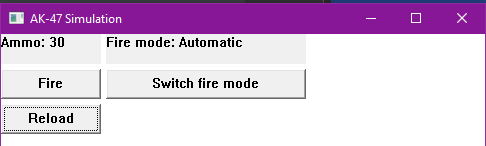 AK-47 Simulation
Ammo: 30 Fire mode: Automatic
Fire Switch fire mode
Reload